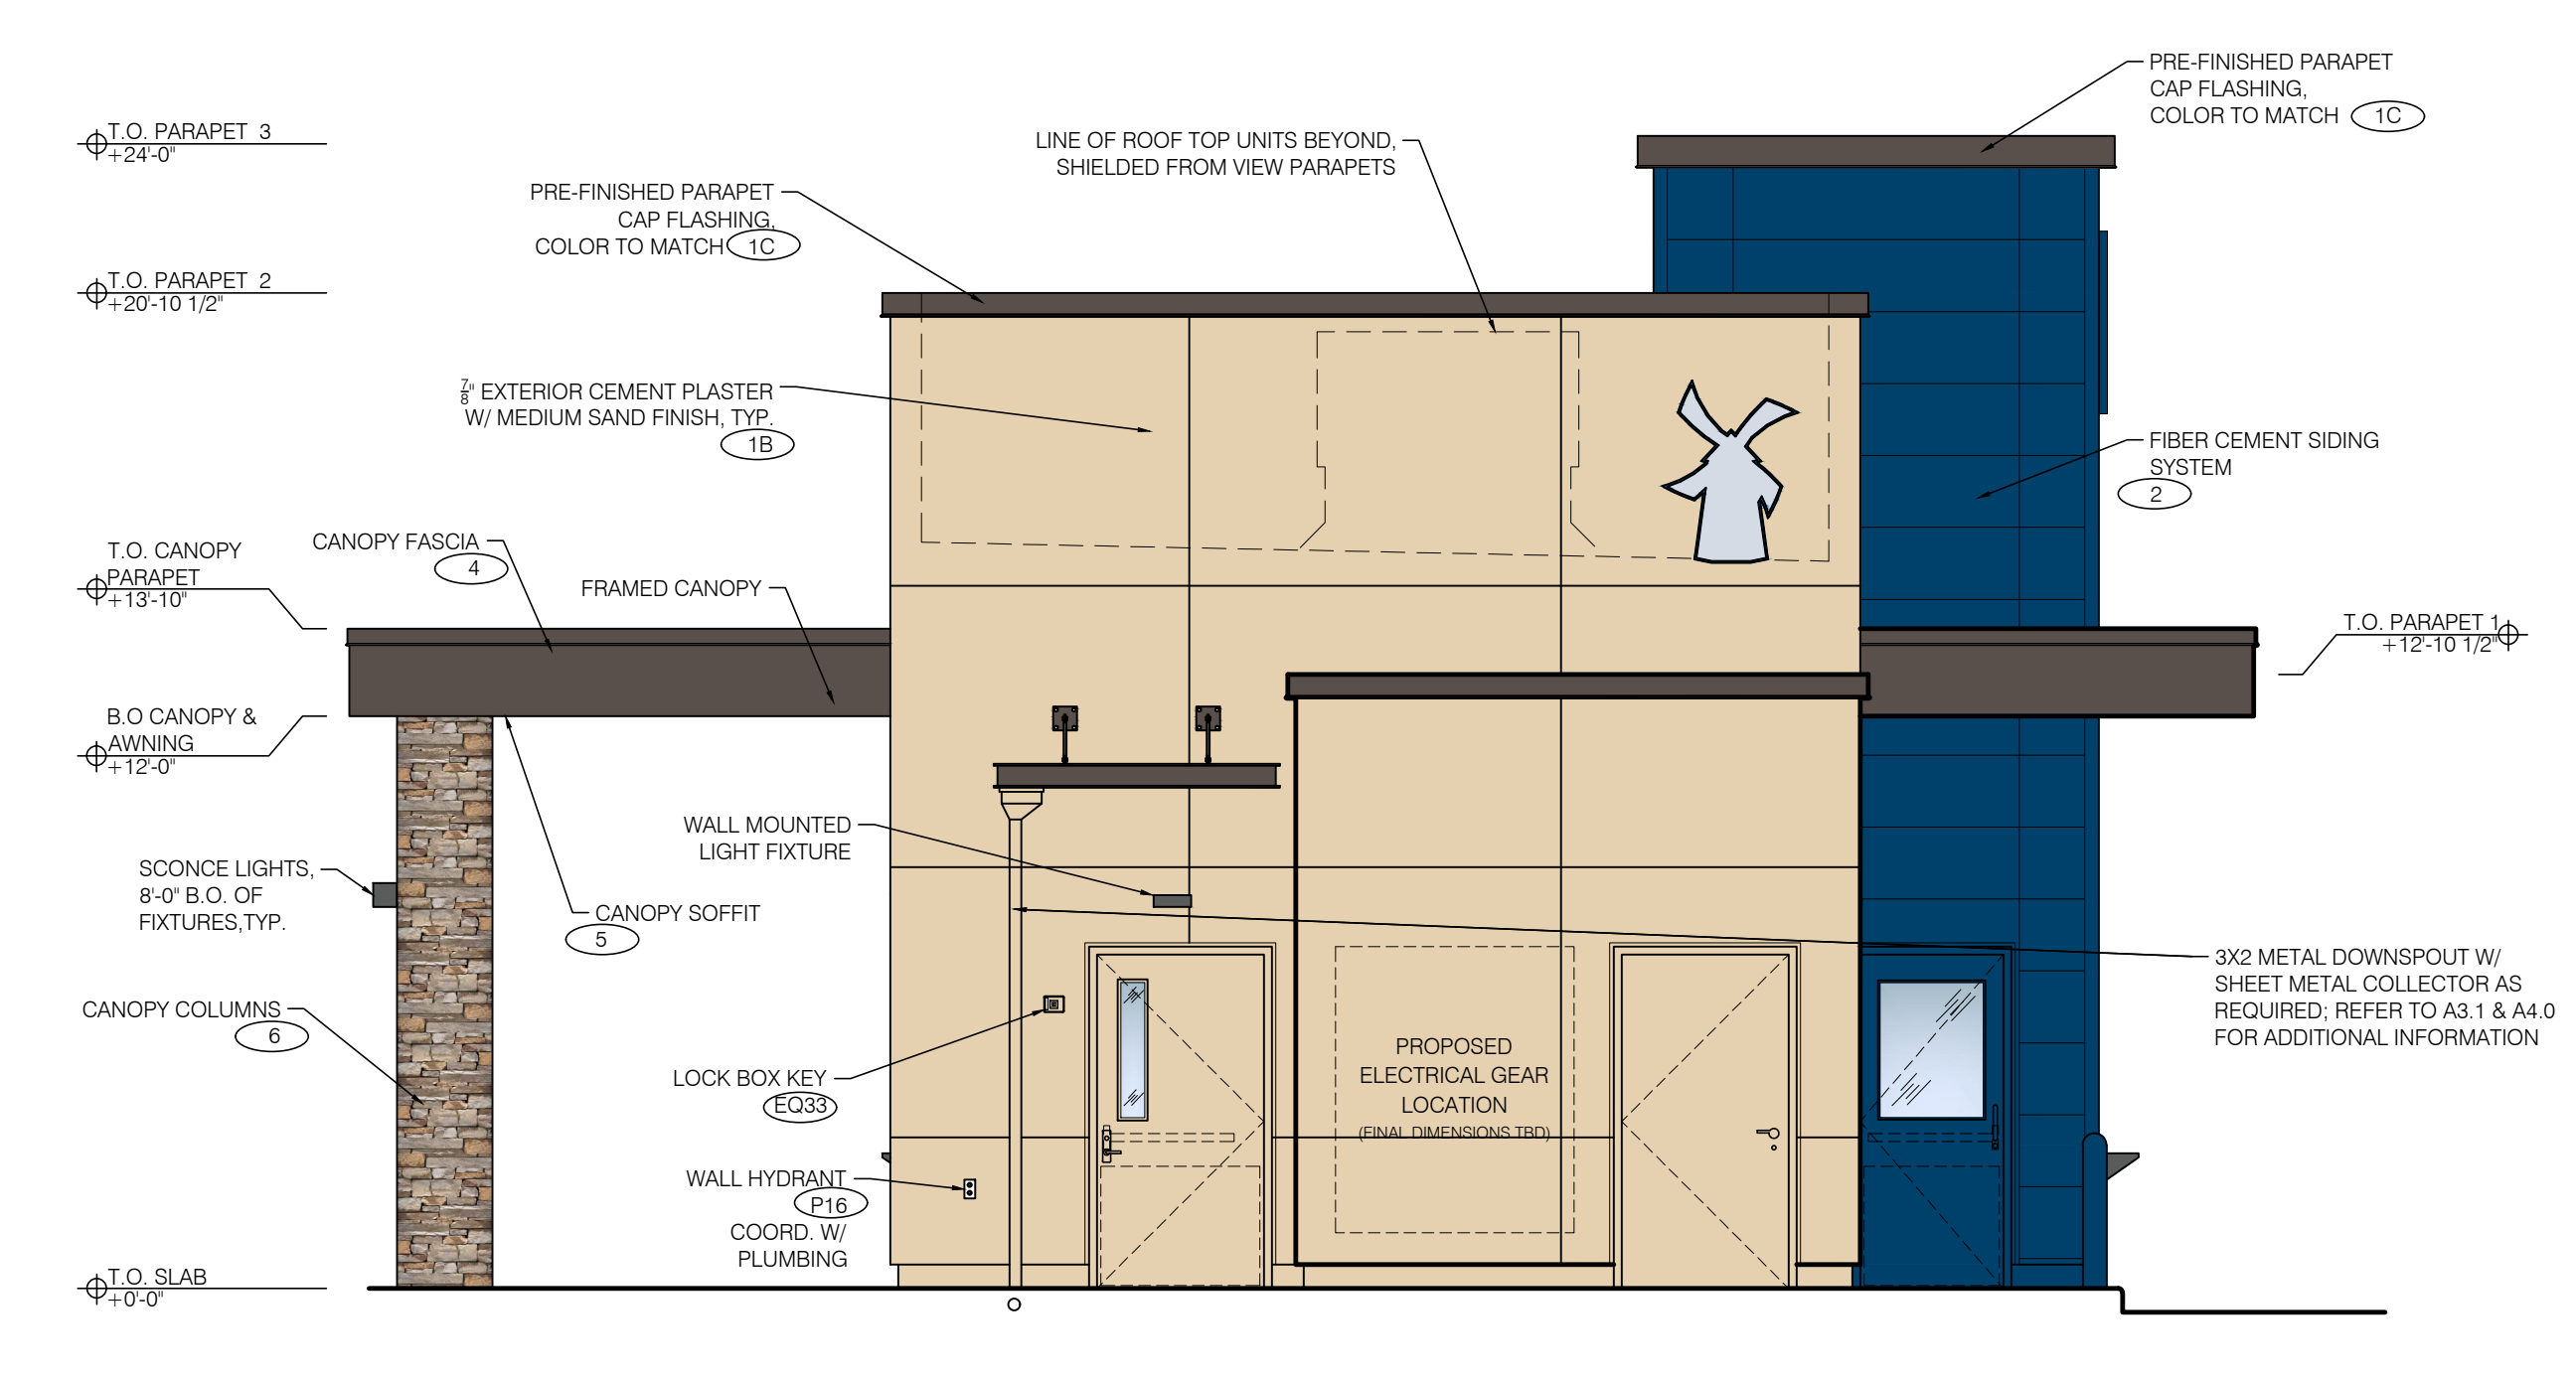 PRE-FINISHED PARAPET
CAP FLASHING,
COLOR TO MATCH 1C
T.O. PARAPET 3
+24'-0"
LINE OF ROOF TOP UNITS BEYOND,
SHIELDED FROM VIEW PARAPETS
PRE-FINISHED PARAPET
CAP FLASHING,
COLOR TO MATCH 1C
T.O. PARAPET 2
+20'-10 1/2"
7/8" EXTERIOR CEMENT PLASTER
W/ MEDIUM SAND FINISH, TYP.
1B
FIBER CEMENT SIDING
SYSTEM
2
CANOPY FASCIA
4
T.O. CANOPY
PARAPET
+13'-10"
FRAMED CANOPY
T.O. PARAPET 1
+12'-10 1/2"
B.O CANOPY &
AWNING
+12'-0"
WALL MOUNTED
LIGHT FIXTURE
SCONCE LIGHTS,
8'-0" B.O. OF
FIXTURES,TYP.
CANOPY SOFFIT
5
3X2 METAL DOWNSPOUT W/
SHEET METAL COLLECTOR AS
REQUIRED; REFER TO A3.1 & A4.0
FOR ADDITIONAL INFORMATION
CANOPY COLUMNS
6
PROPOSED
ELECTRICAL GEAR
LOCATION
(FINAL DIMENSIONS TBD)
LOCK BOX KEY
EQ33
WALL HYDRANT
P16
COORD. W/
PLUMBING
T.O. SLAB
+0'-0"